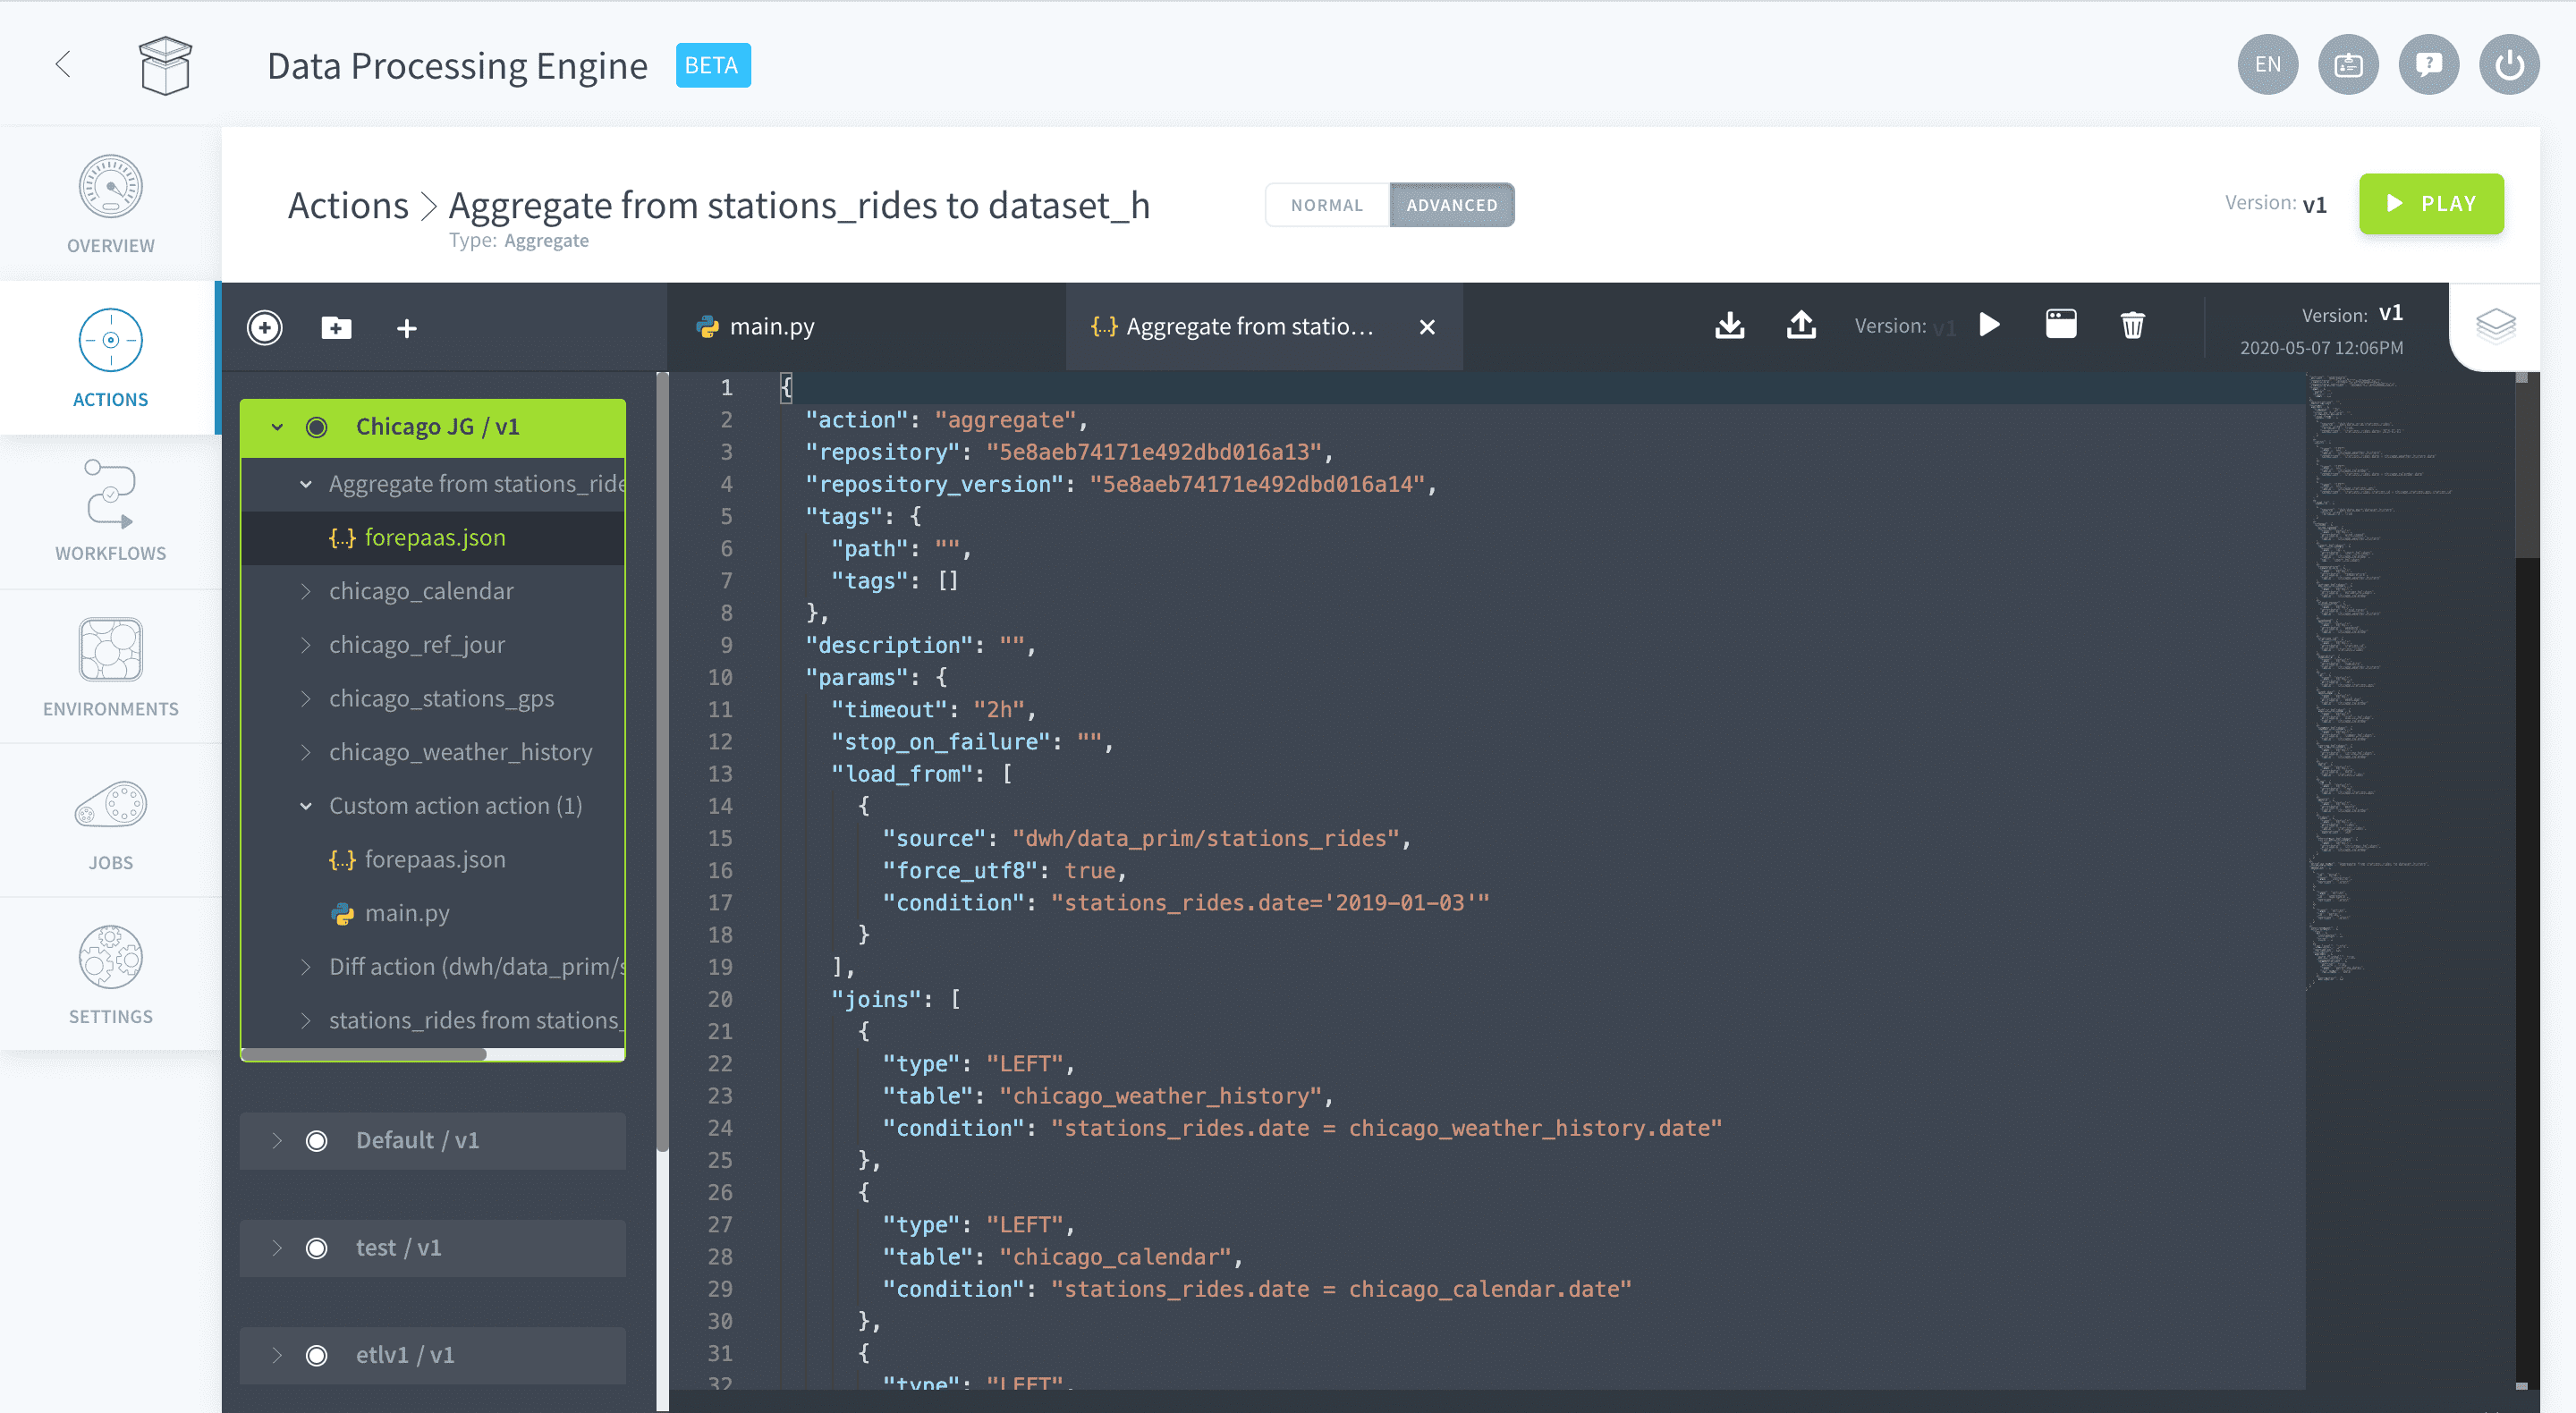 Data Processing Engine BETA
EN
OVERVIEW
ACTIONS
WORKFLOWS
ENVIRONMENTS
JOBS
SETTINGS
Actions > Aggregate from stations_rides to dataset_h
Type: Aggregate
NORMAL ADVANCED
Version: v1
PLAY
main.py
{...} Aggregate from statio...
Version: v1
Version: v1
2020-05-07 12:06PM
Chicago JG / v1
Aggregate from stations_ride
{...} forepaas.json
chicago_calendar
chicago_ref_jour
chicago_stations_gps
chicago_weather_history
Custom action action (1)
{...} forepaas.json
main.py
Diff action (dwh/data_prim/s
stations_rides from stations_
Default / v1
test / v1
etlv1 / v1
1 {
2 "action": "aggregate",
3 "repository": "5e8aeb74171e492dbd016a13",
4 "repository_version": "5e8aeb74171e492dbd016a14",
5 "tags": {
6 "path": "",
7 "tags": []
8 },
9 "description": "",
10 "params": {
11 "timeout": "2h",
12 "stop_on_failure": "",
13 "load_from": [
14 {
15 "source": "dwh/data_prim/stations_rides",
16 "force_utf8": true,
17 "condition": "stations_rides.date='2019-01-03'"
18 }
19 ],
20 "joins": [
21 {
22 "type": "LEFT",
23 "table": "chicago_weather_history",
24 "condition": "stations_rides.date = chicago_weather_history.date"
25 },
26 {
27 "type": "LEFT",
28 "table": "chicago_calendar",
29 "condition": "stations_rides.date = chicago_calendar.date"
30 },
31 {
32 "type": "LEFT",